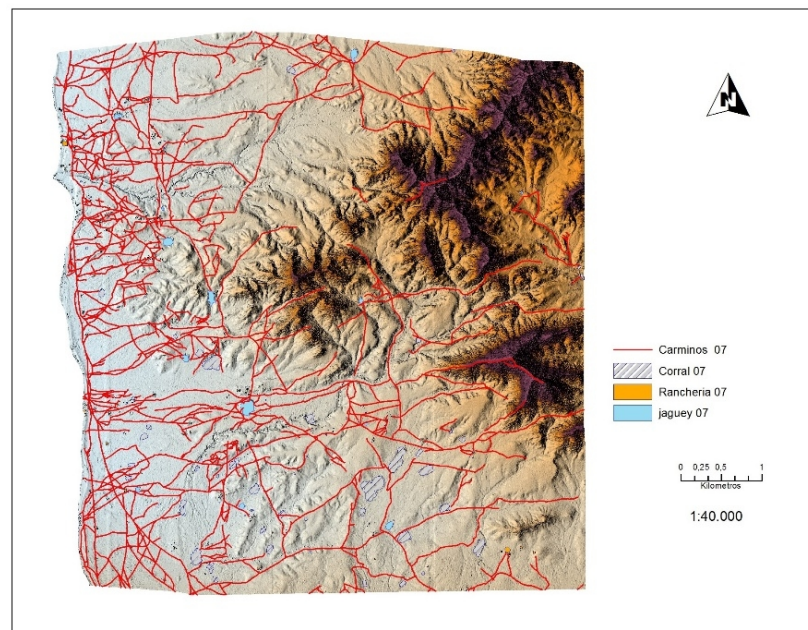 N
Carminos 07
Corral 07
Rancheria 07
jaguey 07
0 0,25 0,5 1
Kilometros
1:40.000